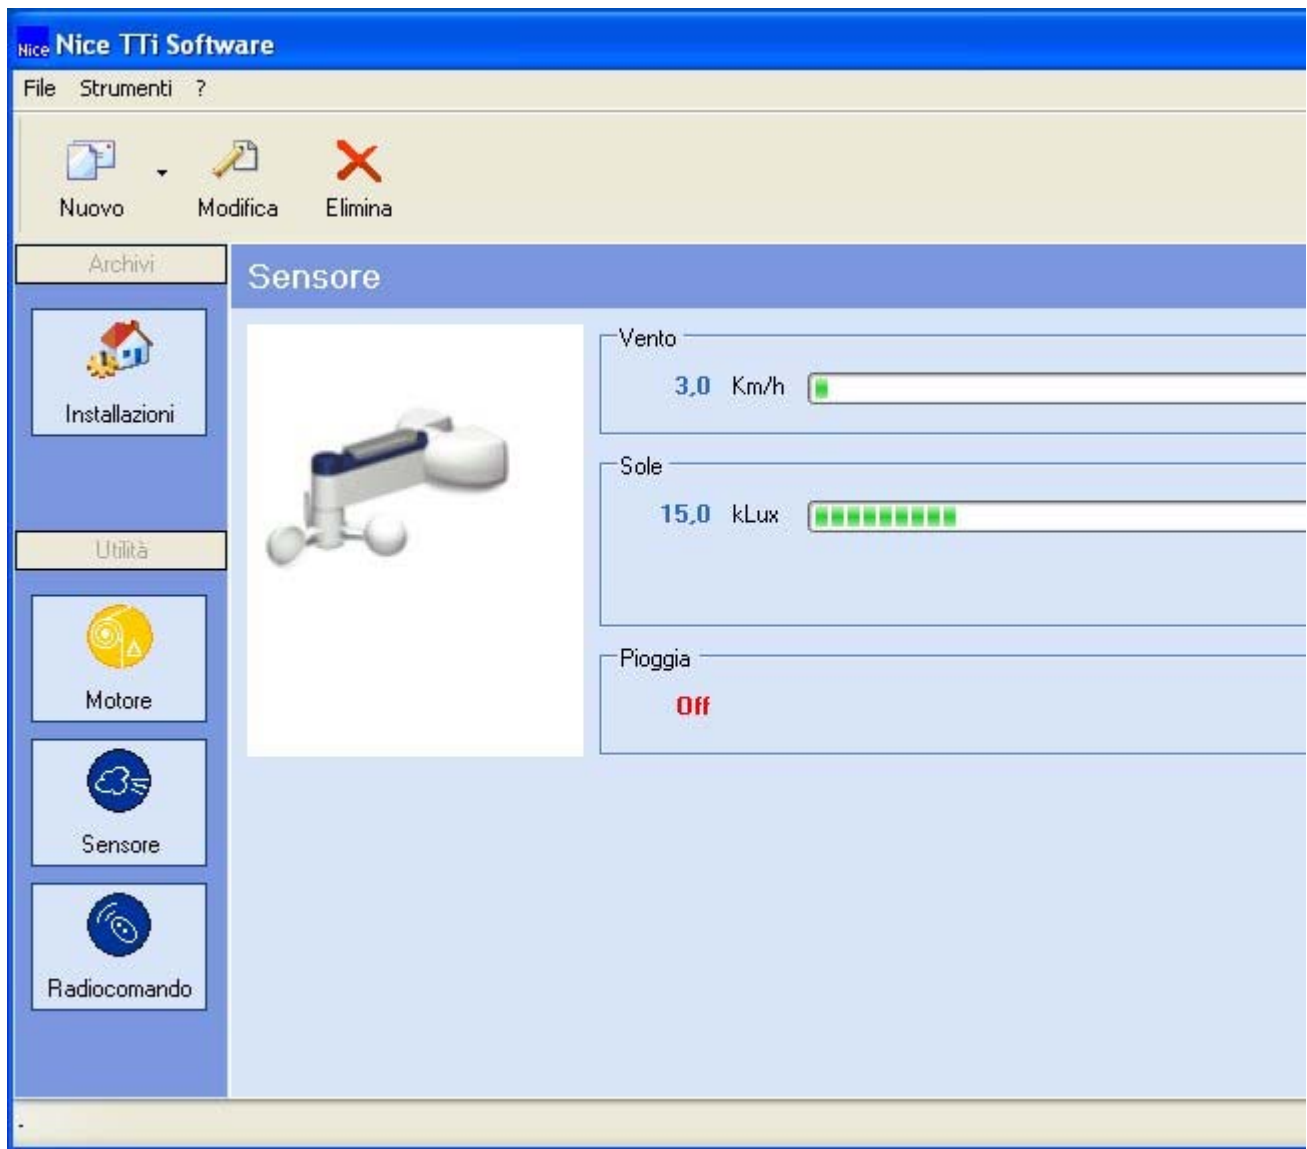 Nice Nice TTi Software
File Strumenti ?
Nuovo Modifica Elimina
Archivi
Installazioni
Utilità
Motore
Sensore
Radiocomando
Sensore
Vento
3,0 Km/h
Sole
15,0 kLux
Pioggia
Off